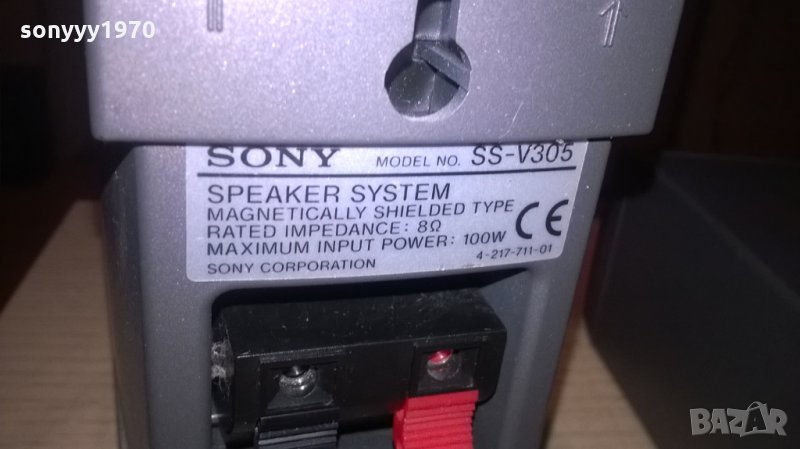 sonyyy1970
SONY MODEL NO. SS-V305
SPEAKER SYSTEM
MAGNETICALLY SHIELDED TYPE
RATED IMPEDANCE: 8Ω
MAXIMUM INPUT POWER: 100W
CE
4-217-711-01
SONY CORPORATION
BAZAR